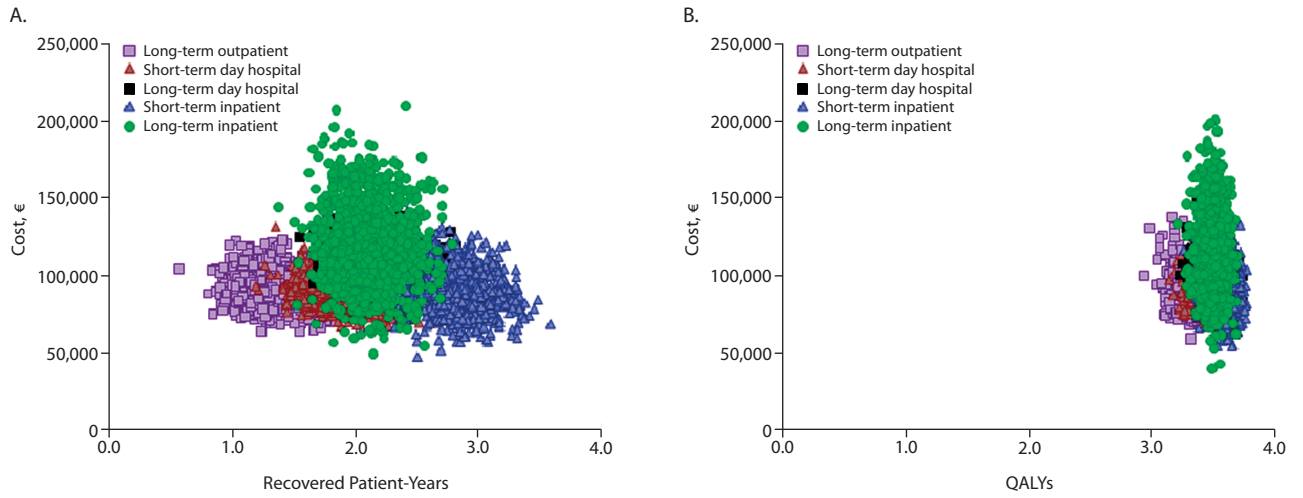 A.
250,000
200,000
150,000
100,000
50,000
0
Cost, €
Long-term outpatient
Short-term day hospital
Long-term day hospital
Short-term inpatient
Long-term inpatient
0.0 1.0 2.0 3.0 4.0
Recovered Patient-Years
B.
250,000
200,000
150,000
100,000
50,000
0
Cost, €
Long-term outpatient
Short-term day hospital
Long-term day hospital
Short-term inpatient
Long-term inpatient
0.0 1.0 2.0 3.0 4.0
QALYs